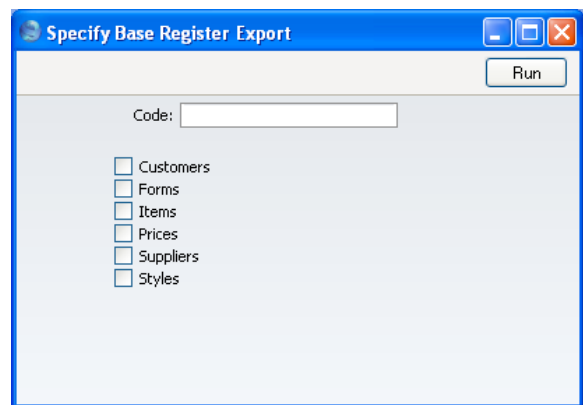 Specify Base Register Export
Run
Code:
Customers
Forms
Items
Prices
Suppliers
Styles